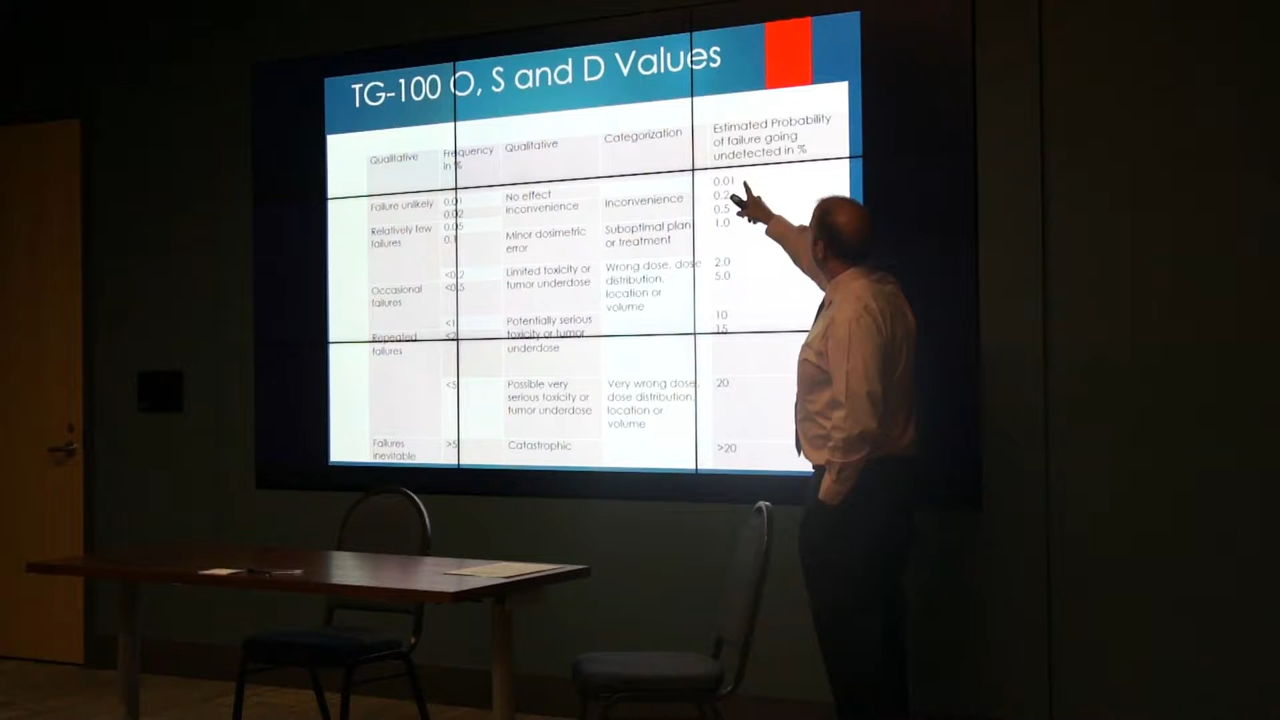 TG-100 O, S and D Values
Qualitative
Frequency
in %
Qualitative
Categorization
Estimated Probability
of failure going
undetected in %
Failure unlikely
0.01
0.02
No effect
Inconvenience
Inconvenience
0.01
0.2
0.5
1.0
Relatively few
failures
0.05
0.1
Minor dosimetric
error
Suboptimal plan
or treatment
Occasional
failures
<0.2
<0.5
Limited toxicity or
tumor underdose
Wrong dose, dose
distribution,
location or
volume
2.0
5.0
Repeated
failures
<1
<2
Potentially serious
toxicity or tumor
underdose
10
15
<5
Possible very
serious toxicity or
tumor underdose
Very wrong dose,
dose distribution,
location or
volume
20
Failures
inevitable
>5
Catastrophic
>20